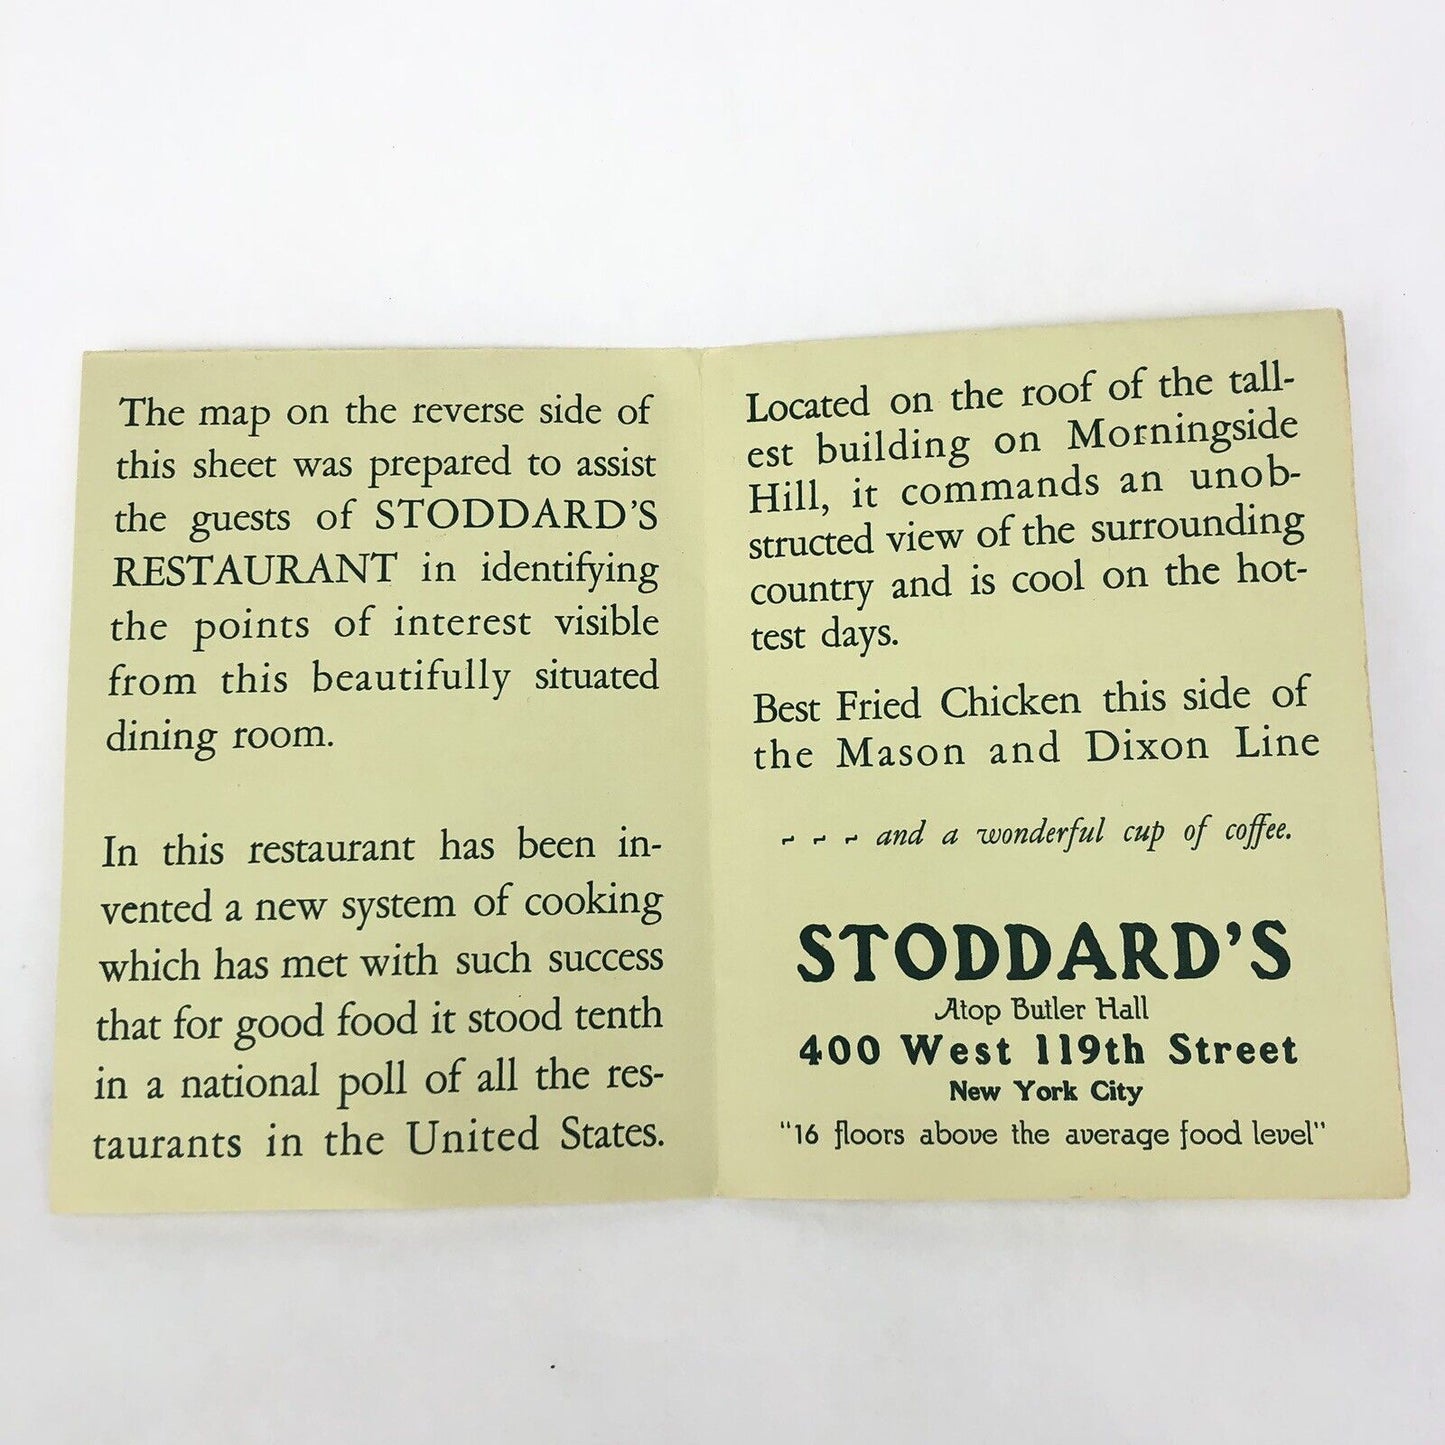 The map on the reverse side of
this sheet was prepared to assist
the guests of STODDARD'S
RESTAURANT in identifying
the points of interest visible
from this beautifully situated
dining room.
In this restaurant has been in-
vented a new system of cooking
which has met with such success
that for good food it stood tenth
in a national poll of all the res-
taurants in the United States.
Located on the roof of the tall-
est building on Morningside
Hill, it commands an unob-
structed view of the surrounding
country and is cool on the hot-
test days.
Best Fried Chicken this side of
the Mason and Dixon Line
~ ~ ~ and a wonderful cup of coffee.
STODDARD'S
Atop Butler Hall
400 West 119th Street
New York City
"16 floors above the average food level"